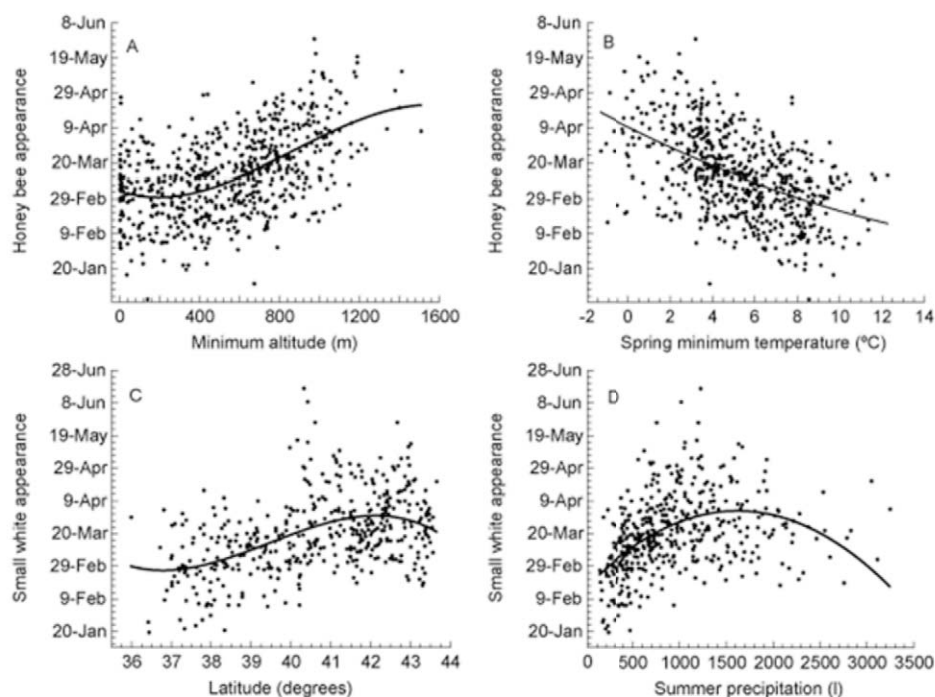 A
Honey bee appearance
8-Jun
19-May
29-Apr
9-Apr
20-Mar
29-Feb
9-Feb
20-Jan
0 400 800 1200 1600
Minimum altitude (m)
B
Honey bee appearance
8-Jun
19-May
29-Apr
9-Apr
20-Mar
29-Feb
9-Feb
20-Jan
-2 0 2 4 6 8 10 12 14
Spring minimum temperature (ºC)
C
Small white appearance
28-Jun
8-Jun
19-May
29-Apr
9-Apr
20-Mar
29-Feb
9-Feb
20-Jan
36 37 38 39 40 41 42 43 44
Latitude (degrees)
D
Small white appearance
28-Jun
8-Jun
19-May
29-Apr
9-Apr
20-Mar
29-Feb
9-Feb
20-Jan
0 500 1000 1500 2000 2500 3000 3500
Summer precipitation (l)